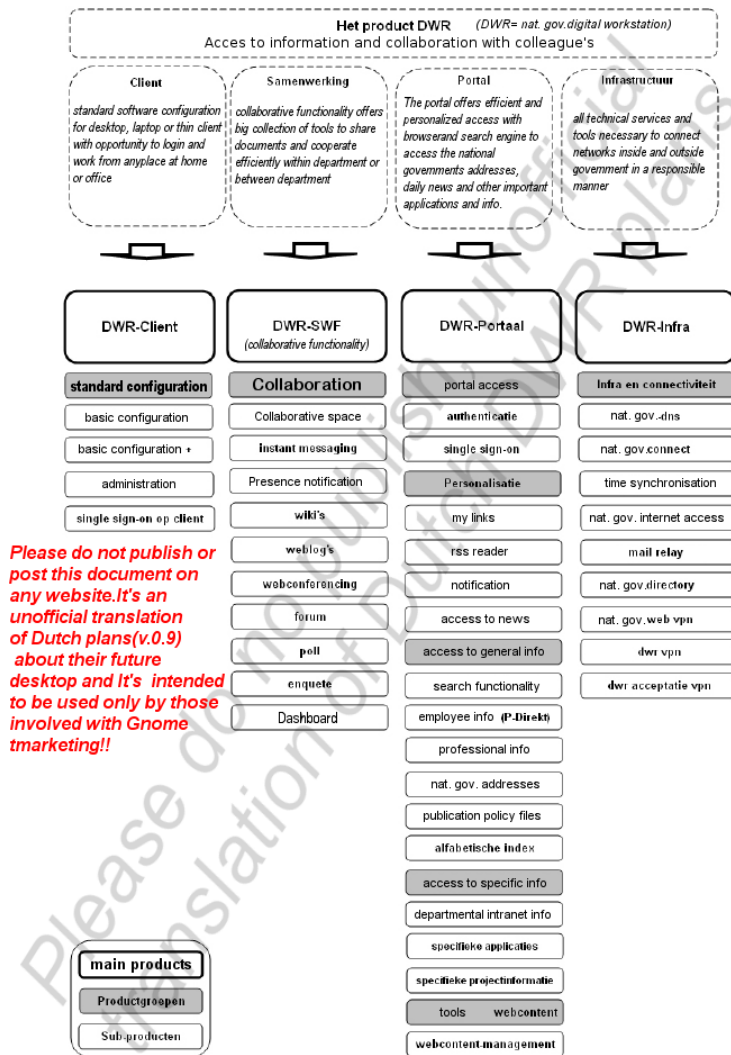 Het product DWR (DWR= nat. gov.digital workstation)
Acces to information and collaboration with colleague's
Client
standard software configuration
for desktop, laptop or thin client
with opportunity to login and
work from anyplace at home
or office
Samenwerking
collaborative functionality offers
big collection of tools to share
documents and cooperate
efficiently within department or
between department
Portal
The portal offers efficient and
personalized access with
browserand search engine to
access the national
governments addresses,
daily news and other important
applications and info.
Infrastructuur
all technical services and
tools necessary to connect
networks inside and outside
government in a responsible
manner
DWR-Client
standard configuration
basic configuration
basic configuration +
administration
single sign-on op client
DWR-SWF
(collaborative functionality)
Collaboration
Collaborative space
instant messaging
Presence notification
wiki's
weblog's
webconferencing
forum
poll
enquete
Dashboard
DWR-Portaal
portal access
authenticatie
single sign-on
Personalisatie
my links
rss reader
notification
access to news
access to general info
search functionality
employee info (P-Direkt)
professional info
nat. gov. addresses
publication policy files
alfabetische index
access to specific info
departmental intranet info
specifieke applicaties
specifieke projectinformatie
tools webcontent
webcontent-management
DWR-Infra
Infra en connectiviteit
nat. gov.-dns
nat. gov.connect
time synchronisation
nat. gov. internet access
mail relay
nat. gov.directory
nat. gov.web vpn
dwr vpn
dwr acceptatie vpn
Please do not publish or
post this document on
any website.It's an
unofficial translation
of Dutch plans(v.0.9)
about their future
desktop and It's intended
to be used only by those
involved with Gnome
tmarketing!!
main products
Productgroepen
Sub-producten
Please do no publish, unofficial
translation of Dutch DWR plans